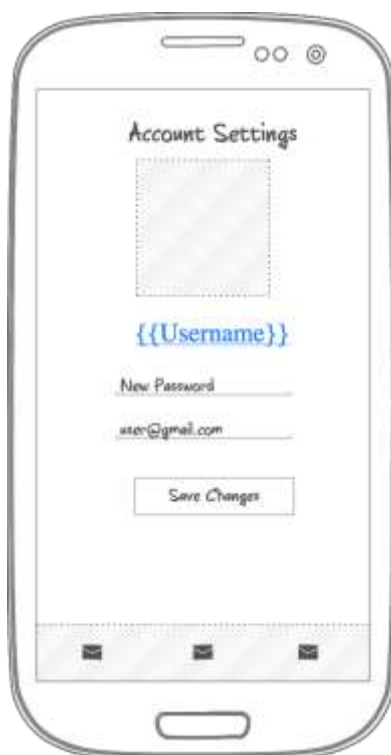 Account Settings
{{Username}}
New Password
user@gmail.com
Save Changes